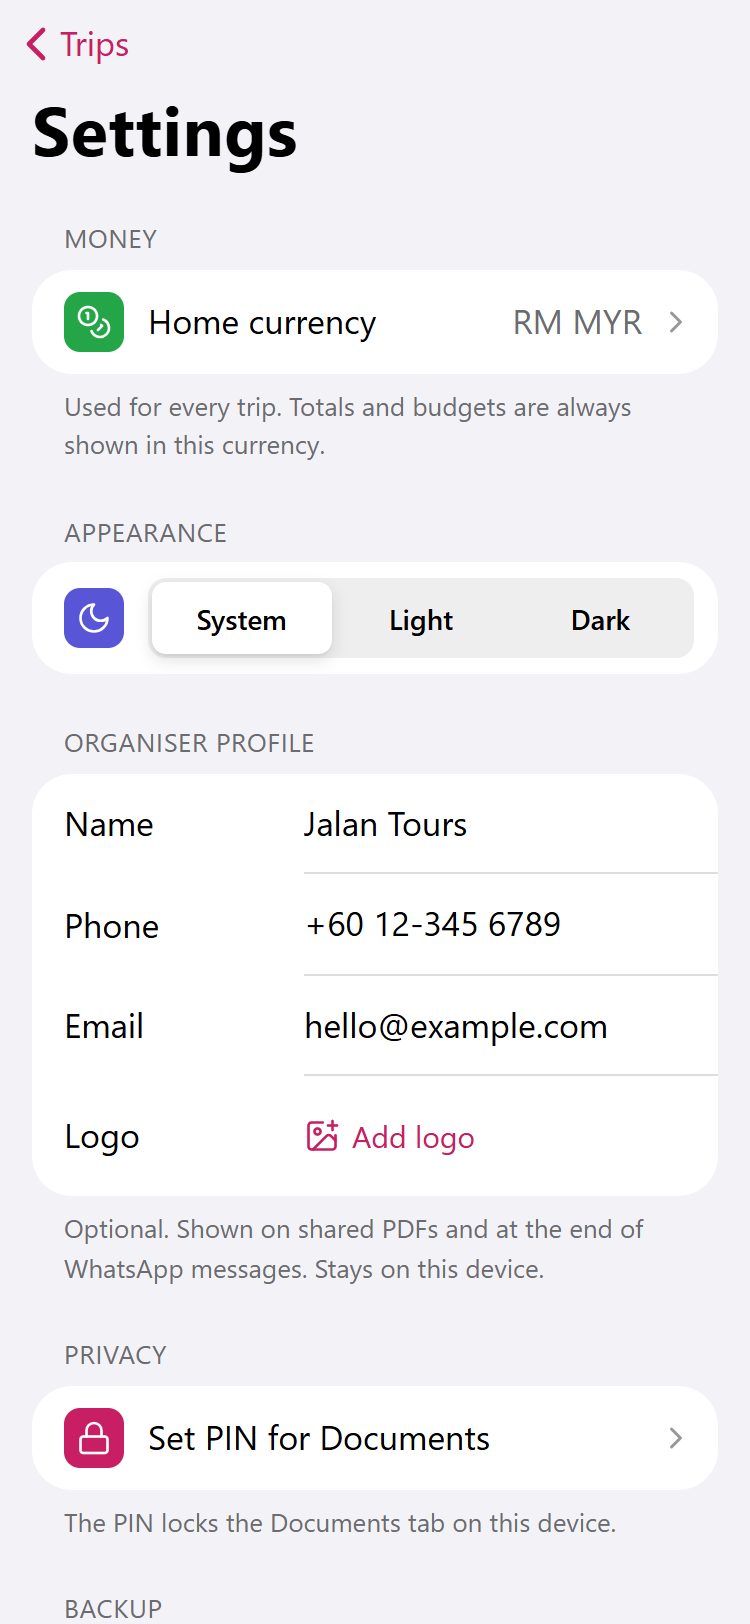 Trips
Settings
MONEY
Home currency RM MYR
Used for every trip. Totals and budgets are always
shown in this currency.
APPEARANCE
System Light Dark
ORGANISER PROFILE
Name Jalan Tours
Phone +60 12-345 6789
Email hello@example.com
Logo Add logo
Optional. Shown on shared PDFs and at the end of
WhatsApp messages. Stays on this device.
PRIVACY
Set PIN for Documents
The PIN locks the Documents tab on this device.
BACKUP